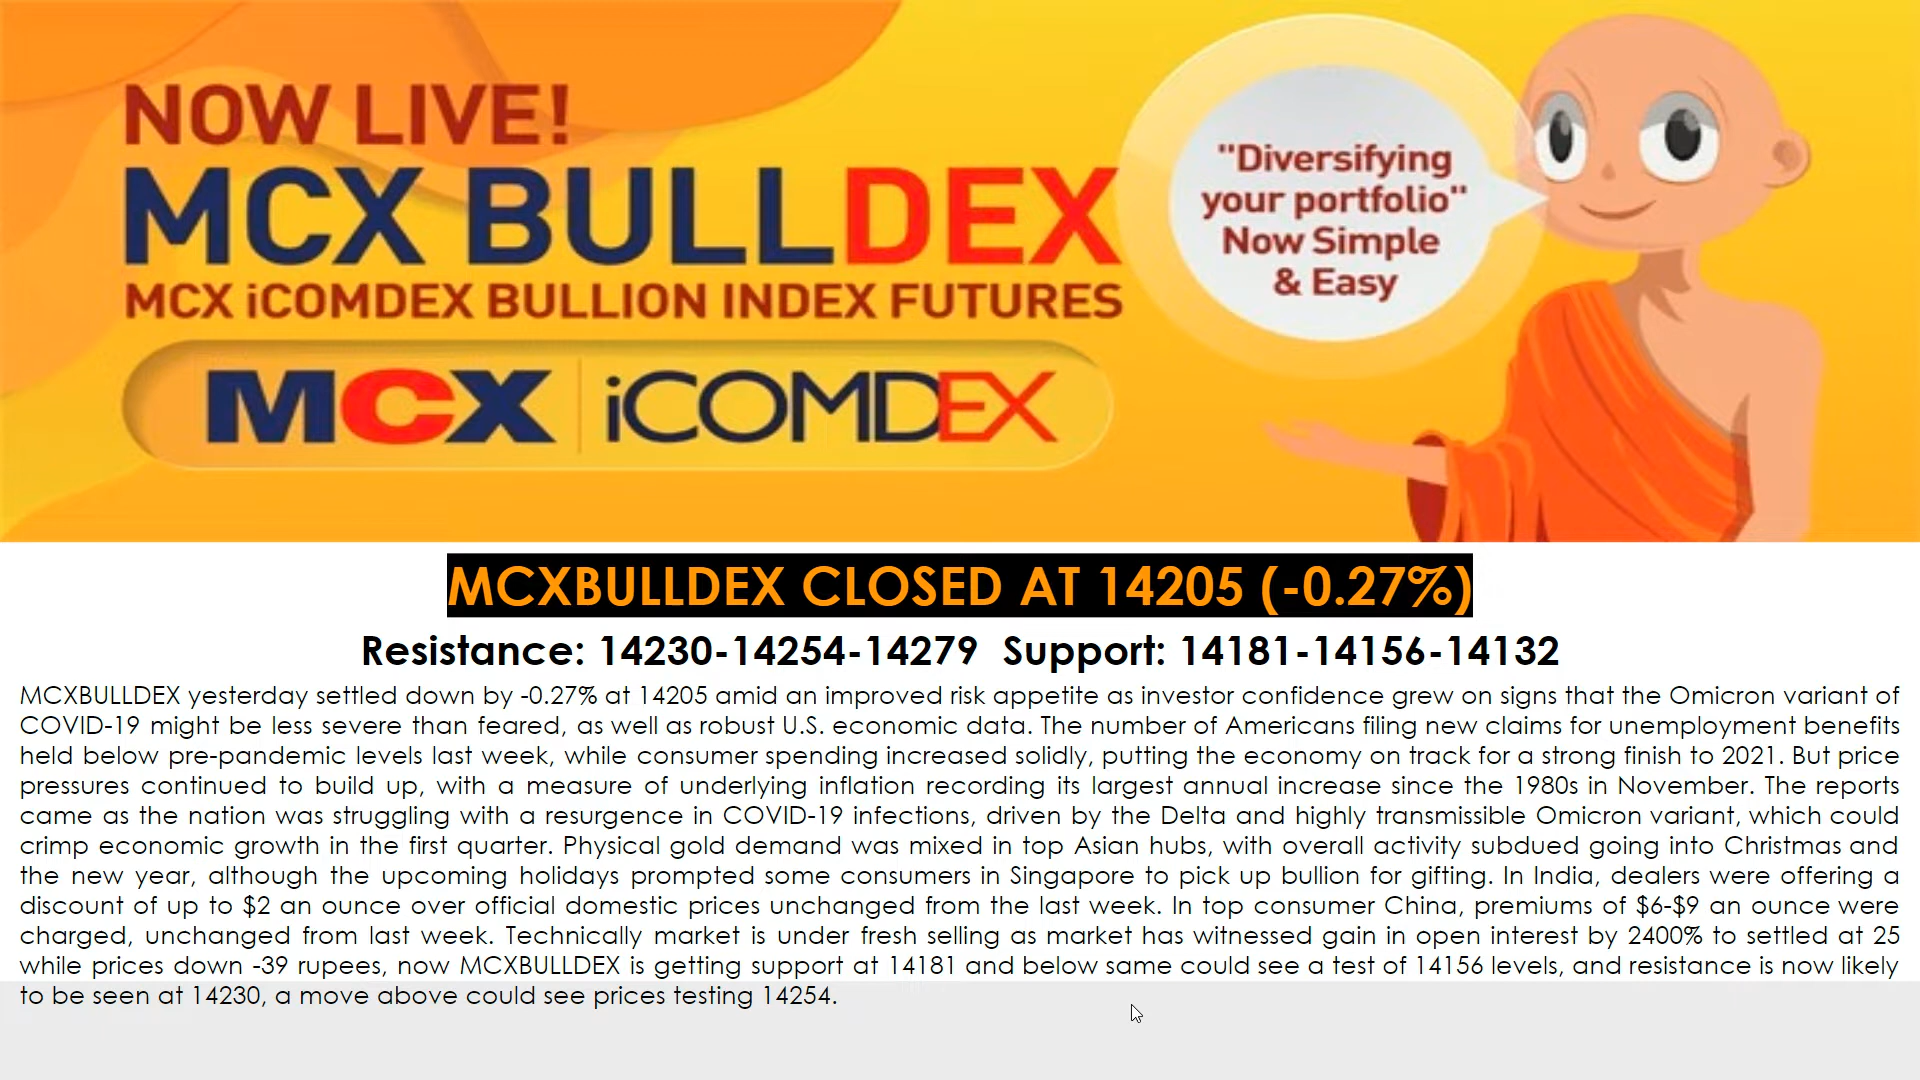 NOW LIVE!
MCX BULLDEX
MCX iCOMDEX BULLION INDEX FUTURES
MCX iCOMDEX
"Diversifying
your portfolio"
Now Simple
& Easy
MCXBULLDEX CLOSED AT 14205 (-0.27%)
Resistance: 14230-14254-14279 Support: 14181-14156-14132
MCXBULLDEX yesterday settled down by -0.27% at 14205 amid an improved risk appetite as investor confidence grew on signs that the Omicron variant of
COVID-19 might be less severe than feared, as well as robust U.S. economic data. The number of Americans filing new claims for unemployment benefits
held below pre-pandemic levels last week, while consumer spending increased solidly, putting the economy on track for a strong finish to 2021. But price
pressures continued to build up, with a measure of underlying inflation recording its largest annual increase since the 1980s in November. The reports
came as the nation was struggling with a resurgence in COVID-19 infections, driven by the Delta and highly transmissible Omicron variant, which could
crimp economic growth in the first quarter. Physical gold demand was mixed in top Asian hubs, with overall activity subdued going into Christmas and
the new year, although the upcoming holidays prompted some consumers in Singapore to pick up bullion for gifting. In India, dealers were offering a
discount of up to $2 an ounce over official domestic prices unchanged from the last week. In top consumer China, premiums of $6-$9 an ounce were
charged, unchanged from last week. Technically market is under fresh selling as market has witnessed gain in open interest by 2400% to settled at 25
while prices down -39 rupees, now MCXBULLDEX is getting support at 14181 and below same could see a test of 14156 levels, and resistance is now likely
to be seen at 14230, a move above could see prices testing 14254.